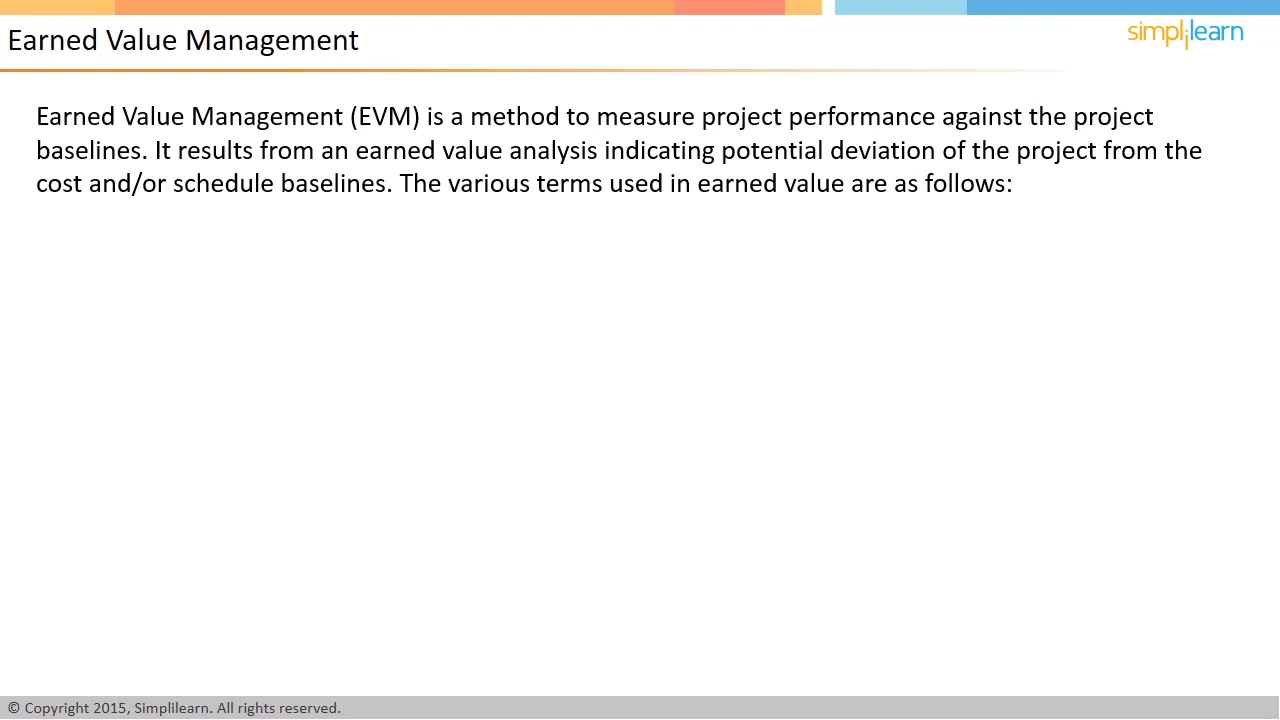 Earned Value Management
simplilearn
Earned Value Management (EVM) is a method to measure project performance against the project
baselines. It results from an earned value analysis indicating potential deviation of the project from the
cost and/or schedule baselines. The various terms used in earned value are as follows:
© Copyright 2015, Simplilearn. All rights reserved.